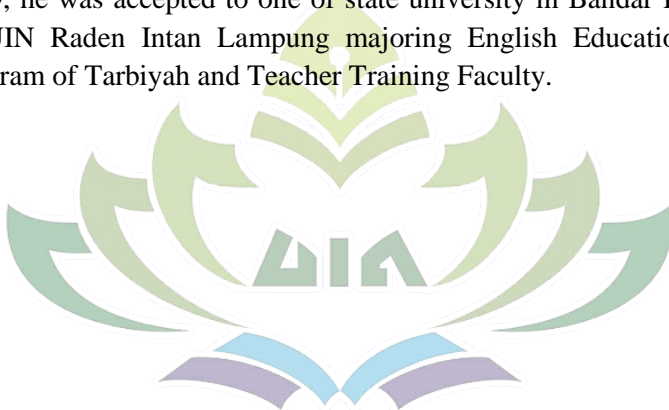 he was accepted to one of state university in Bandar
UIN Raden Intan Lampung majoring English
of Tarbiyah and Teacher Training Faculty.
UIN